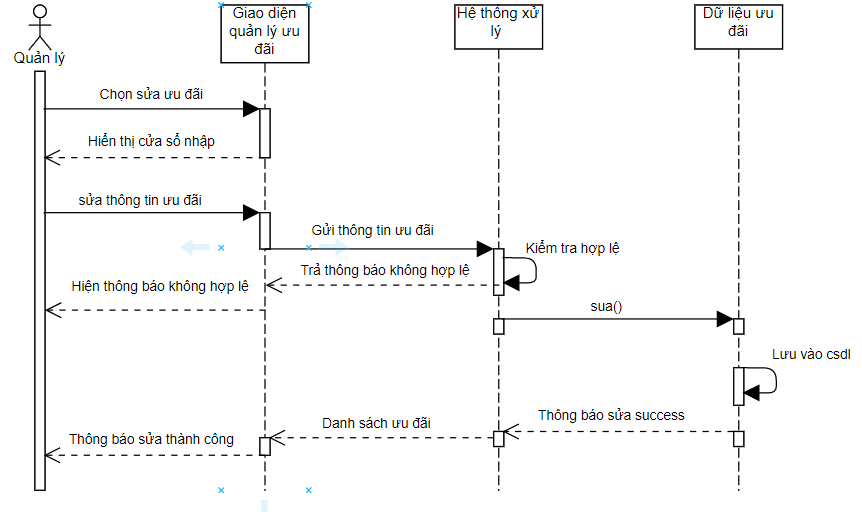 Giao diện
quản lý ưu
đãi
Hệ thông xử
lý
Dữ liệu ưu
đãi
Quản lý
Chọn sửa ưu đãi
Hiển thị cửa sổ nhập
sửa thông tin ưu đãi
Gửi thông tin ưu đãi
Kiểm tra hợp lệ
Trả thông báo không hợp lệ
Hiện thông báo không hợp lệ
sua()
Lưu vào csdl
Thông báo sửa success
Danh sách ưu đãi
Thông báo sửa thành công